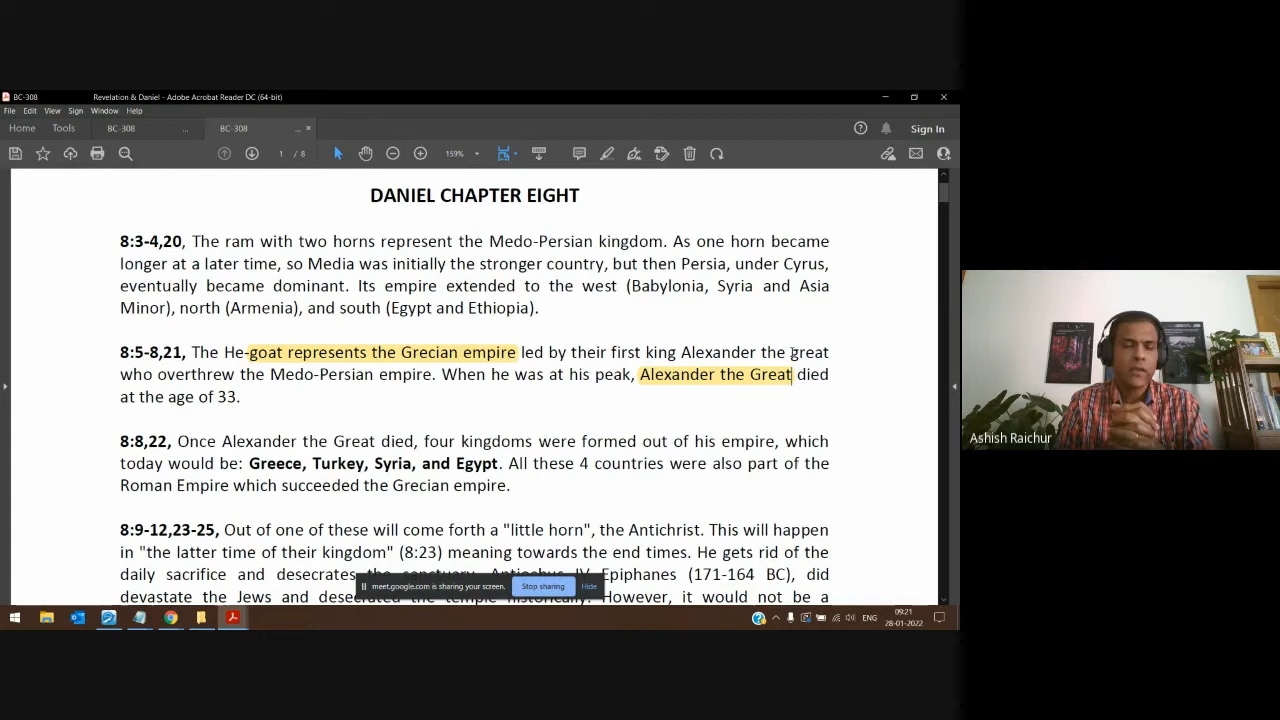 BC-308
Revelation & Daniel - Adobe Acrobat Reader DC (64-bit)
File Edit View Sign Window Help
Home Tools BC-308 ... BC-308 ... ×
Sign In
1 / 8
159%
DANIEL CHAPTER EIGHT
8:3-4,20, The ram with two horns represent the Medo-Persian kingdom. As one horn became
longer at a later time, so Media was initially the stronger country, but then Persia, under Cyrus,
eventually became dominant. Its empire extended to the west (Babylonia, Syria and Asia
Minor), north (Armenia), and south (Egypt and Ethiopia).
8:5-8,21, The He-goat represents the Grecian empire led by their first king Alexander the great
who overthrew the Medo-Persian empire. When he was at his peak, Alexander the Great died
at the age of 33.
8:8,22, Once Alexander the Great died, four kingdoms were formed out of his empire, which
today would be: Greece, Turkey, Syria, and Egypt. All these 4 countries were also part of the
Roman Empire which succeeded the Grecian empire.
8:9-12,23-25, Out of one of these will come forth a "little horn", the Antichrist. This will happen
in "the latter time of their kingdom" (8:23) meaning towards the end times. He gets rid of the
daily sacrifice and desecrates the sanctuary. Antiochus IV Epiphanes (171-164 BC), did
devastate the Jews and desecrated the temple historically. However, it would not be a
meet.google.com is sharing your screen. Stop sharing Hide
Ashish Raichur
ENG
09:21
28-01-2022